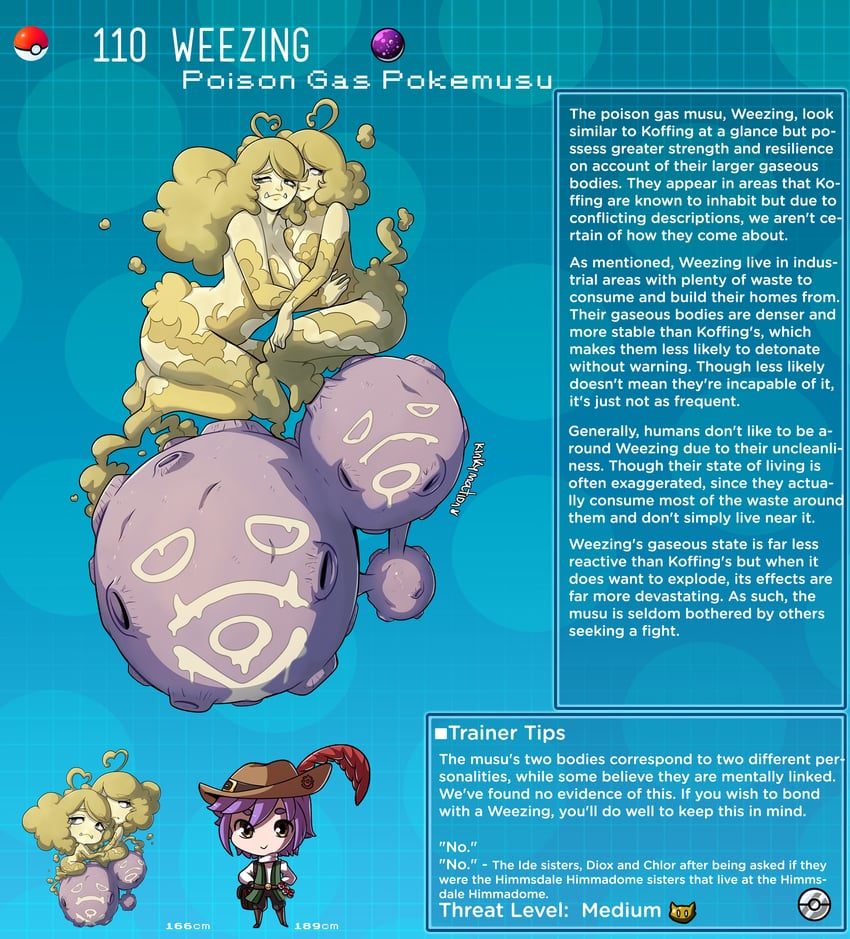 110 WEEZING
Poison Gas Pokemusu
The poison gas musu, Weezing, look
similar to Koffing at a glance but po-
ssess greater strength and resilience
on account of their larger gaseous
bodies. They appear in areas that Ko-
ffing are known to inhabit but due to
conflicting descriptions, we aren't ce-
rtain of how they come about.
As mentioned, Weezing live in indus-
trial areas with plenty of waste to
consume and build their homes from.
Their gaseous bodies are denser and
more stable than Koffing's, which
makes them less likely to detonate
without warning. Though less likely
doesn't mean they're incapable of it,
it's just not as frequent.
Generally, humans don't like to be a-
round Weezing due to their uncleanli-
ness. Though their state of living is
often exaggerated, since they actua-
lly consume most of the waste around
them and don't simply live near it.
Weezing's gaseous state is far less
reactive than Koffing's but when it
does want to explode, its effects are
far more devastating. As such, the
musu is seldom bothered by others
seeking a fight.
KinkyMation
■Trainer Tips
The musu's two bodies correspond to two different per-
sonalities, while some believe they are mentally linked.
We've found no evidence of this. If you wish to bond
with a Weezing, you'll do well to keep this in mind.
"No."
"No." - The Ide sisters, Diox and Chlor after being asked if they
were the Himmsdale Himmadome sisters that live at the Himms-
dale Himmadome.
Threat Level: Medium
166cm
189cm